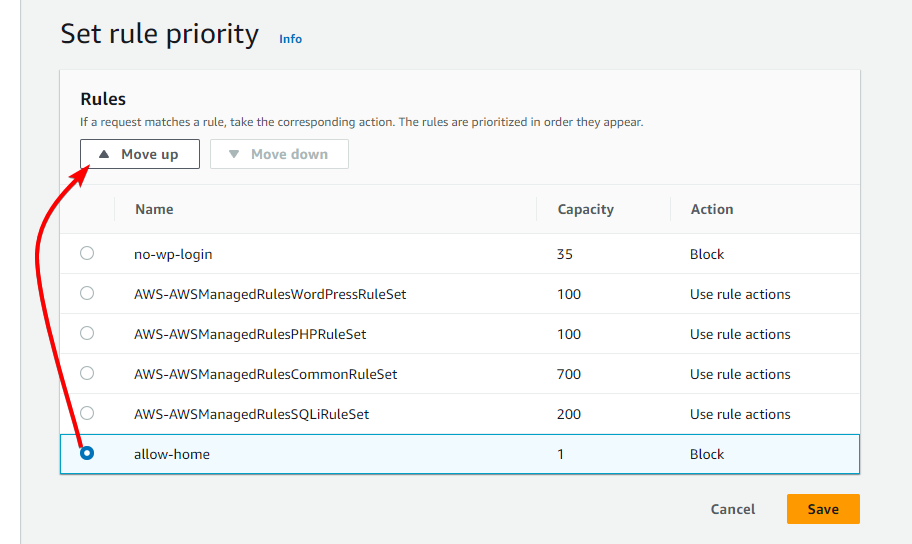 Set rule priority Info
Rules
If a request matches a rule, take the corresponding action. The rules are prioritized in order they appear.
Move up Move down
Name Capacity Action
no-wp-login 35 Block
AWS-AWSManagedRulesWordPressRuleSet 100 Use rule actions
AWS-AWSManagedRulesPHPRuleSet 100 Use rule actions
AWS-AWSManagedRulesCommonRuleSet 700 Use rule actions
AWS-AWSManagedRulesSQLiRuleSet 200 Use rule actions
allow-home 1 Block
Cancel Save